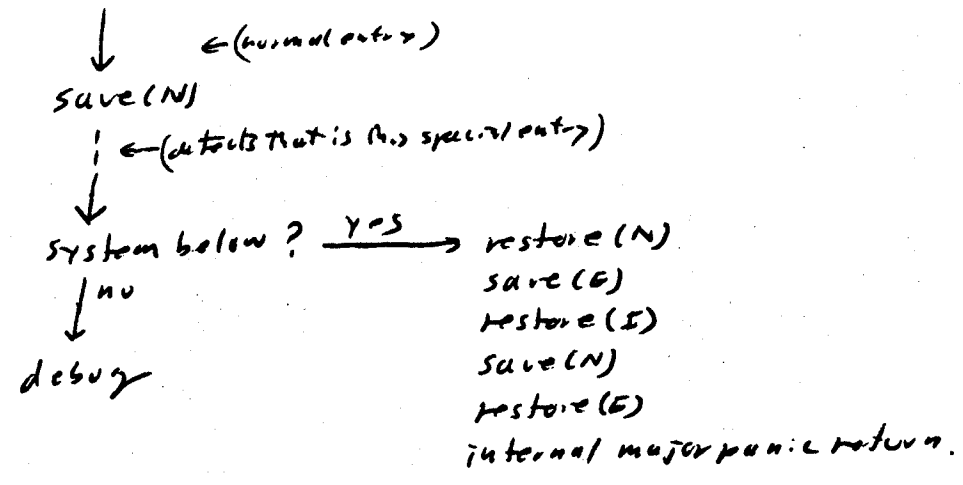 ←(normal entry)
save(N)
←(detects that is this special entry)
system below? yes → restore(N)
no save(E)
restore(I)
debug save(N)
restore(E)
internal major panic return.